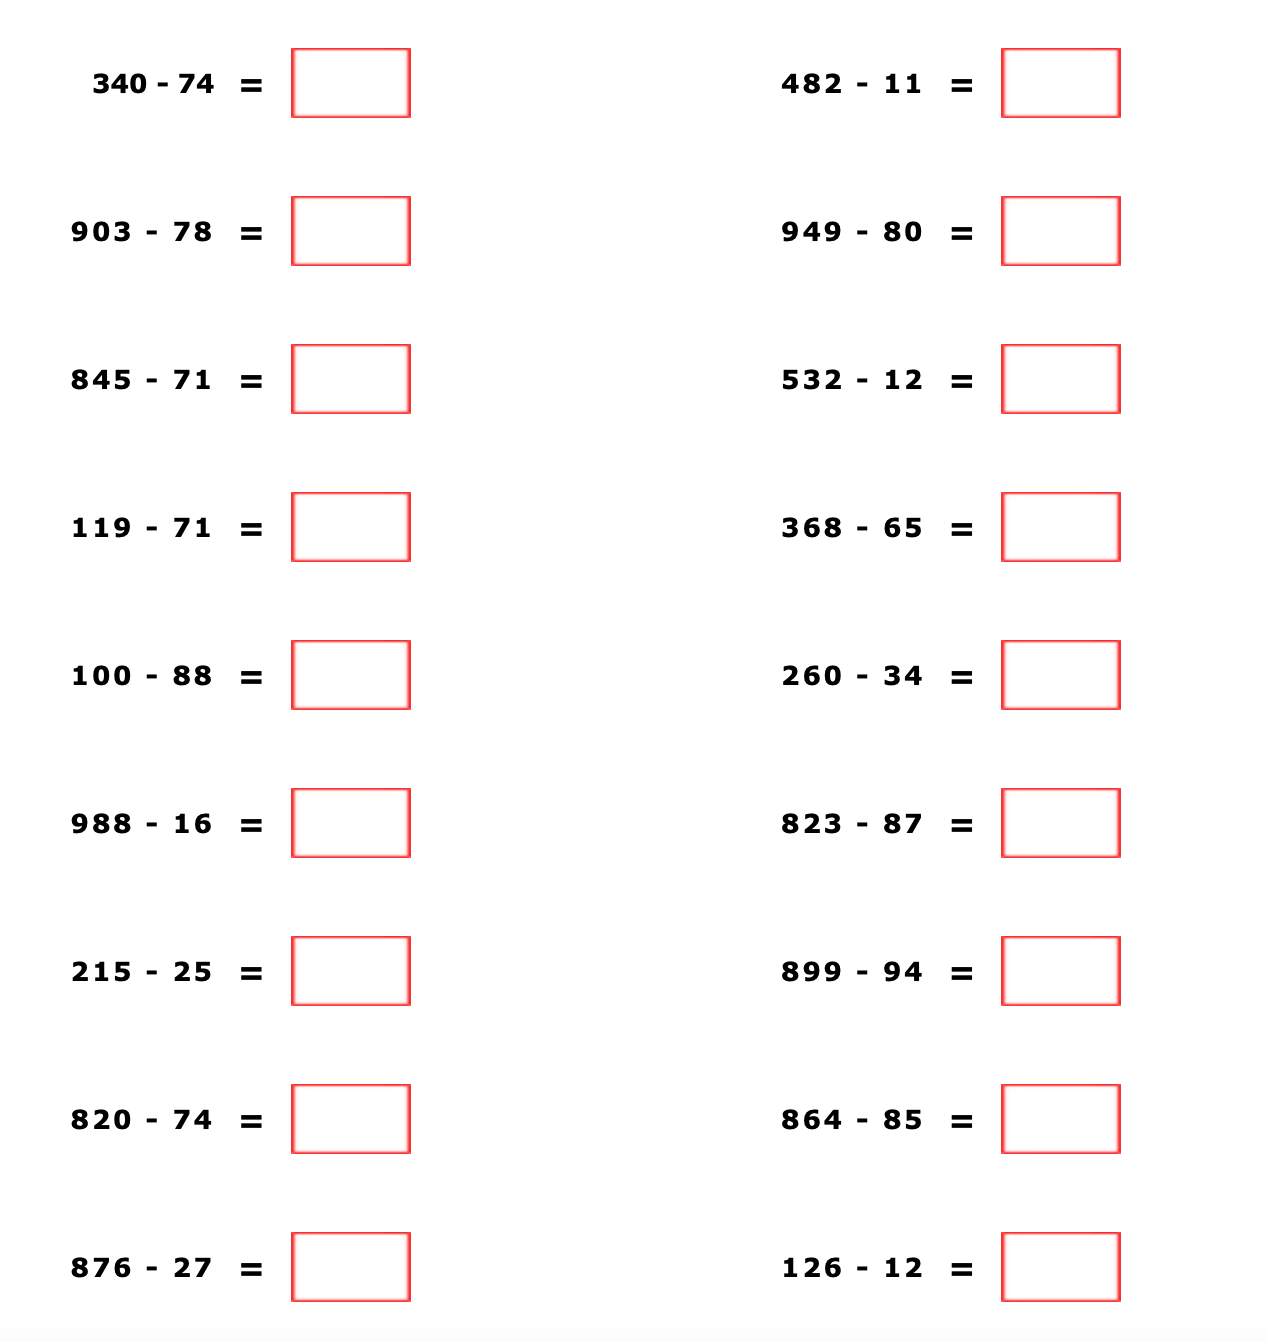 340 - 74 =    482 - 11 =
903 - 78 =    949 - 80 =
845 - 71 =    532 - 12 =
119 - 71 =    368 - 65 =
100 - 88 =    260 - 34 =
988 - 16 =    823 - 87 =
215 - 25 =    899 - 94 =
820 - 74 =    864 - 85 =
876 - 27 =    126 - 12 =